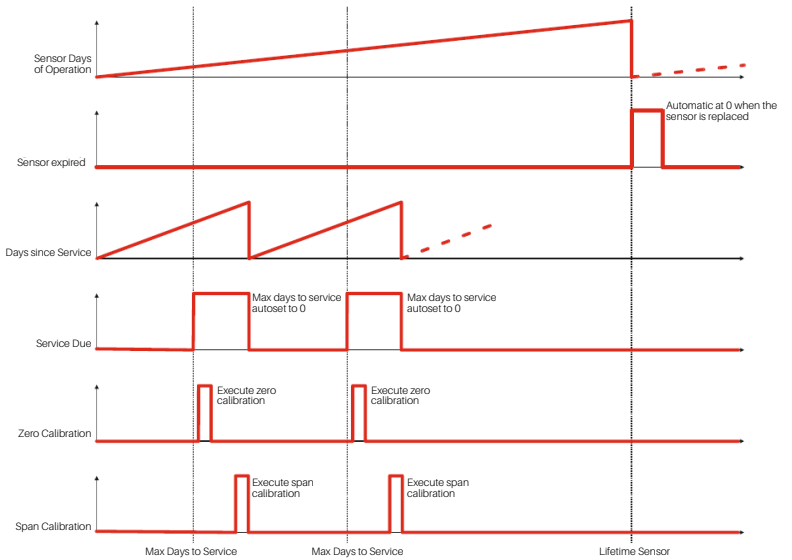 Sensor Days
of Operation
Automatic at 0 when the
sensor is replaced
Sensor expired
Days since Service
Max days to service
autoset to 0
Max days to service
autoset to 0
Service Due
Execute zero
calibration
Execute zero
calibration
Zero Calibration
Execute span
calibration
Execute span
calibration
Span Calibration
Max Days to Service
Max Days to Service
Lifetime Sensor